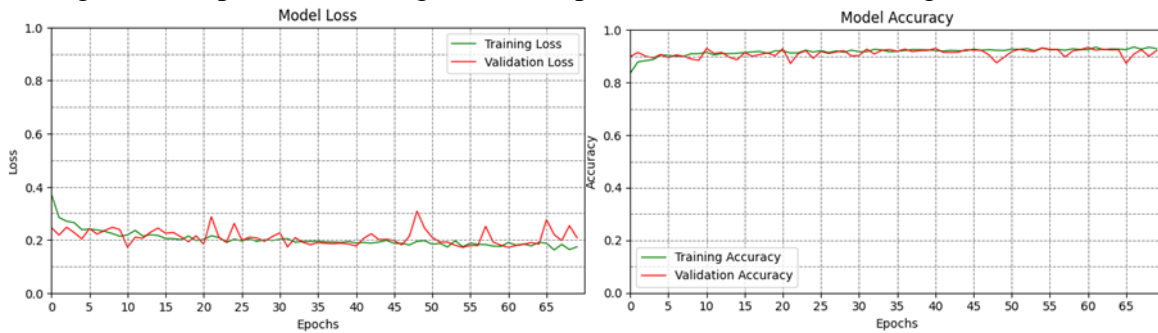 Model Loss
1.0
0.8
0.6
0.4
0.2
0.0
Loss
Training Loss
Validation Loss
0 5 10 15 20 25 30 35 40 45 50 55 60 65
Epochs
Model Accuracy
1.0
0.8
0.6
0.4
0.2
0.0
Accuracy
Training Accuracy
Validation Accuracy
0 5 10 15 20 25 30 35 40 45 50 55 60 65
Epochs